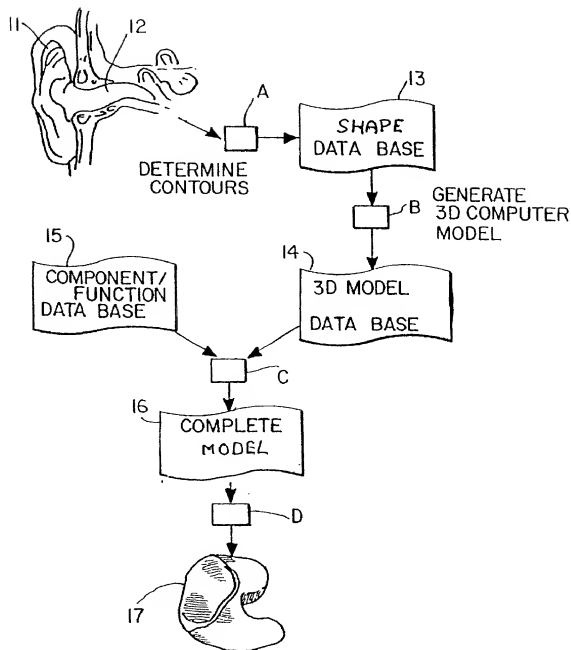 11
12
A
13
SHAPE
DATA BASE
DETERMINE
CONTOURS
B
GENERATE
3D COMPUTER
MODEL
15
COMPONENT/
FUNCTION
DATA BASE
14
3D MODEL
DATA BASE
C
16
COMPLETE
MODEL
D
17